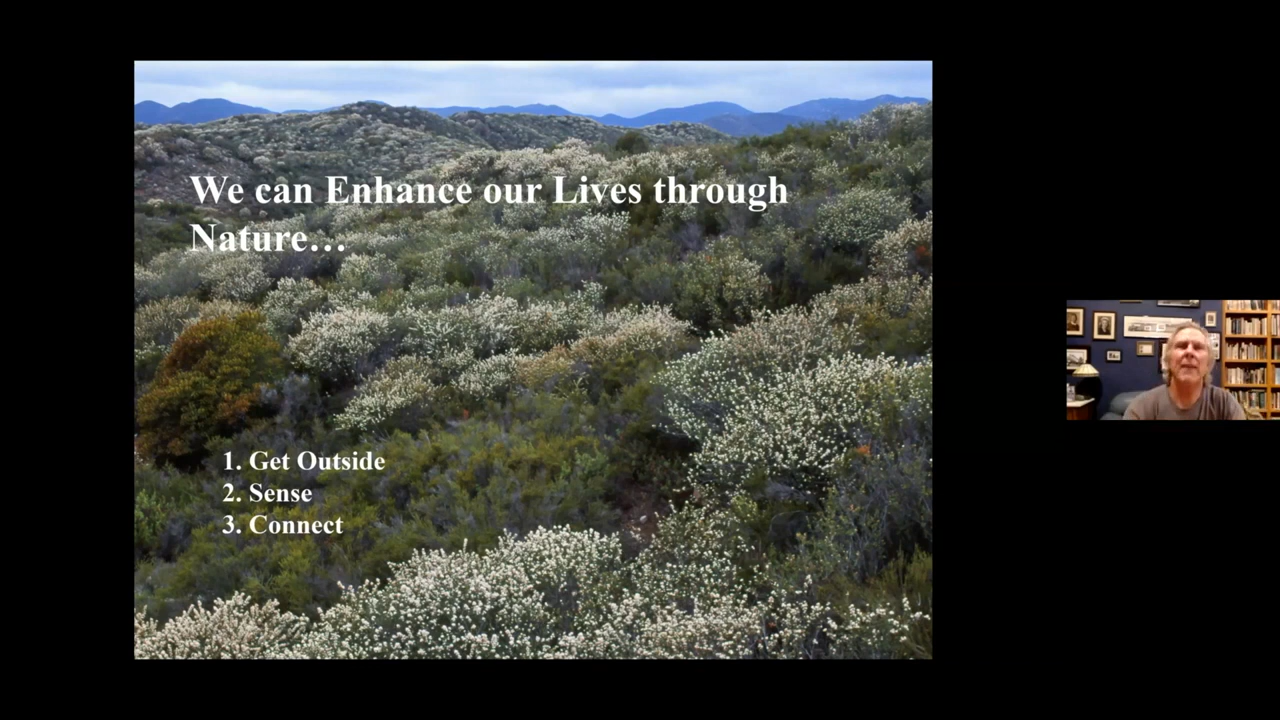 We can Enhance our Lives through
Nature…
1. Get Outside
2. Sense
3. Connect